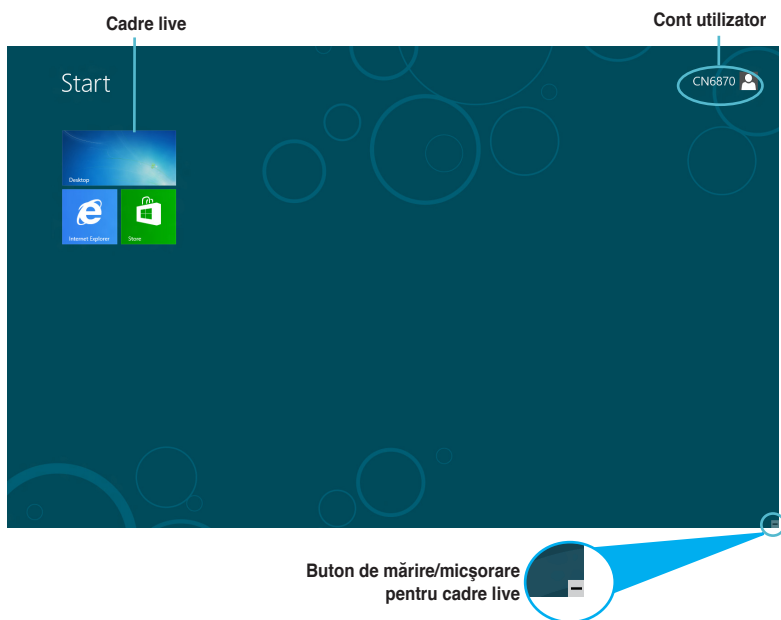 Cadre live
Cont utilizator
Start
CN6870
Desktop
Internet Explorer
Store
Buton de mărire/micşorare
pentru cadre live